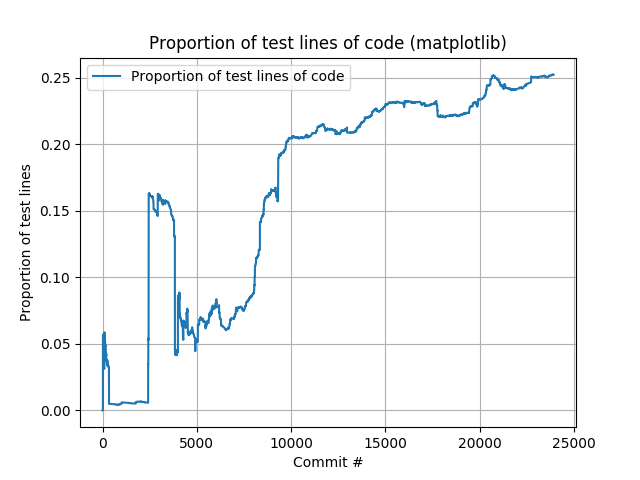 Proportion of test lines of code (matplotlib)
Proportion of test lines of code
Proportion of test lines
0.25
0.20
0.15
0.10
0.05
0.00
0 5000 10000 15000 20000 25000
Commit #